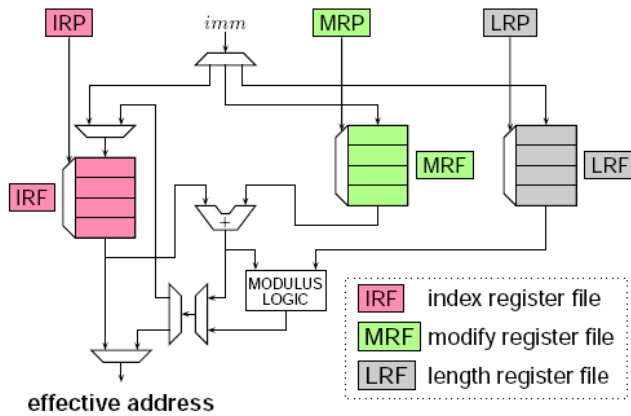 IRP
imm
MRP
LRP
IRF
MRF
LRF
+
MODULUS
LOGIC
IRF index register file
MRF modify register file
LRF length register file
effective address